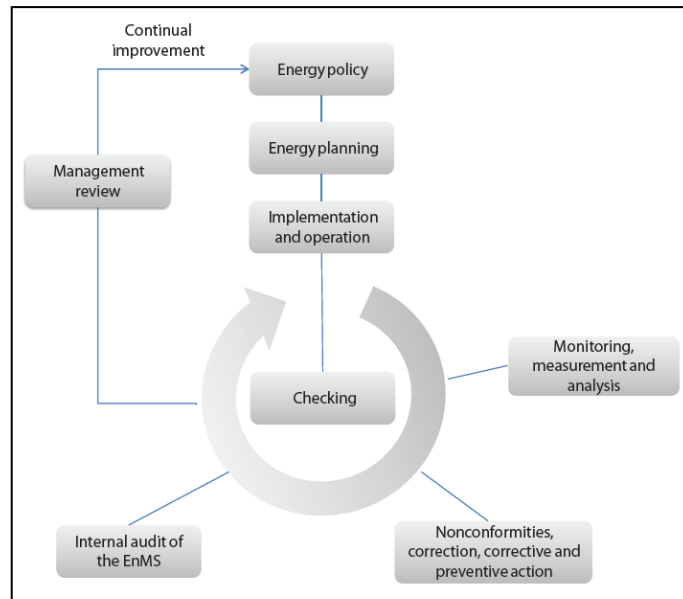 Continual
improvement
Energy policy
Energy planning
Management
review
Implementation
and operation
Monitoring,
measurement and
analysis
Checking
Internal audit of
the EnMS
Nonconformities,
correction, corrective and
preventive action